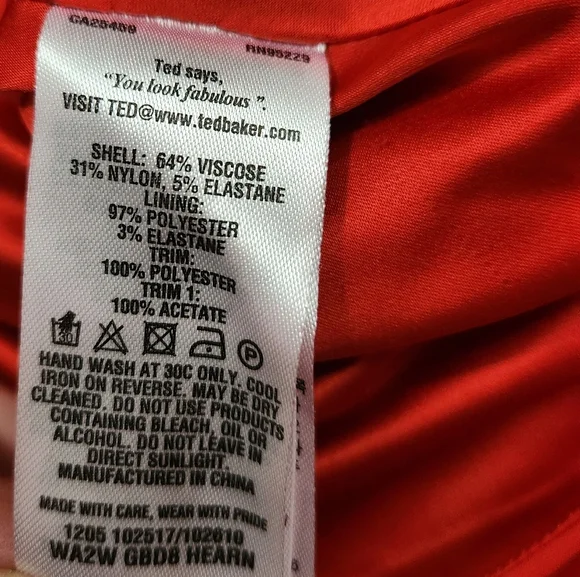 CA25459
RN95229
Ted says,
“You look fabulous”.
VISIT TED@www.tedbaker.com
SHELL: 64% VISCOSE
31% NYLON, 5% ELASTANE
LINING:
97% POLYESTER
3% ELASTANE
TRIM:
100% POLYESTER
TRIM 1:
100% ACETATE
30
P
HAND WASH AT 30C ONLY. COOL
IRON ON REVERSE. MAY BE DRY
CLEANED. DO NOT USE PRODUCTS
CONTAINING BLEACH, OIL OR
ALCOHOL. DO NOT LEAVE IN
DIRECT SUNLIGHT.
MANUFACTURED IN CHINA
MADE WITH CARE, WEAR WITH PRIDE
1205 102517/102610
WA2W GBD8 HEARN